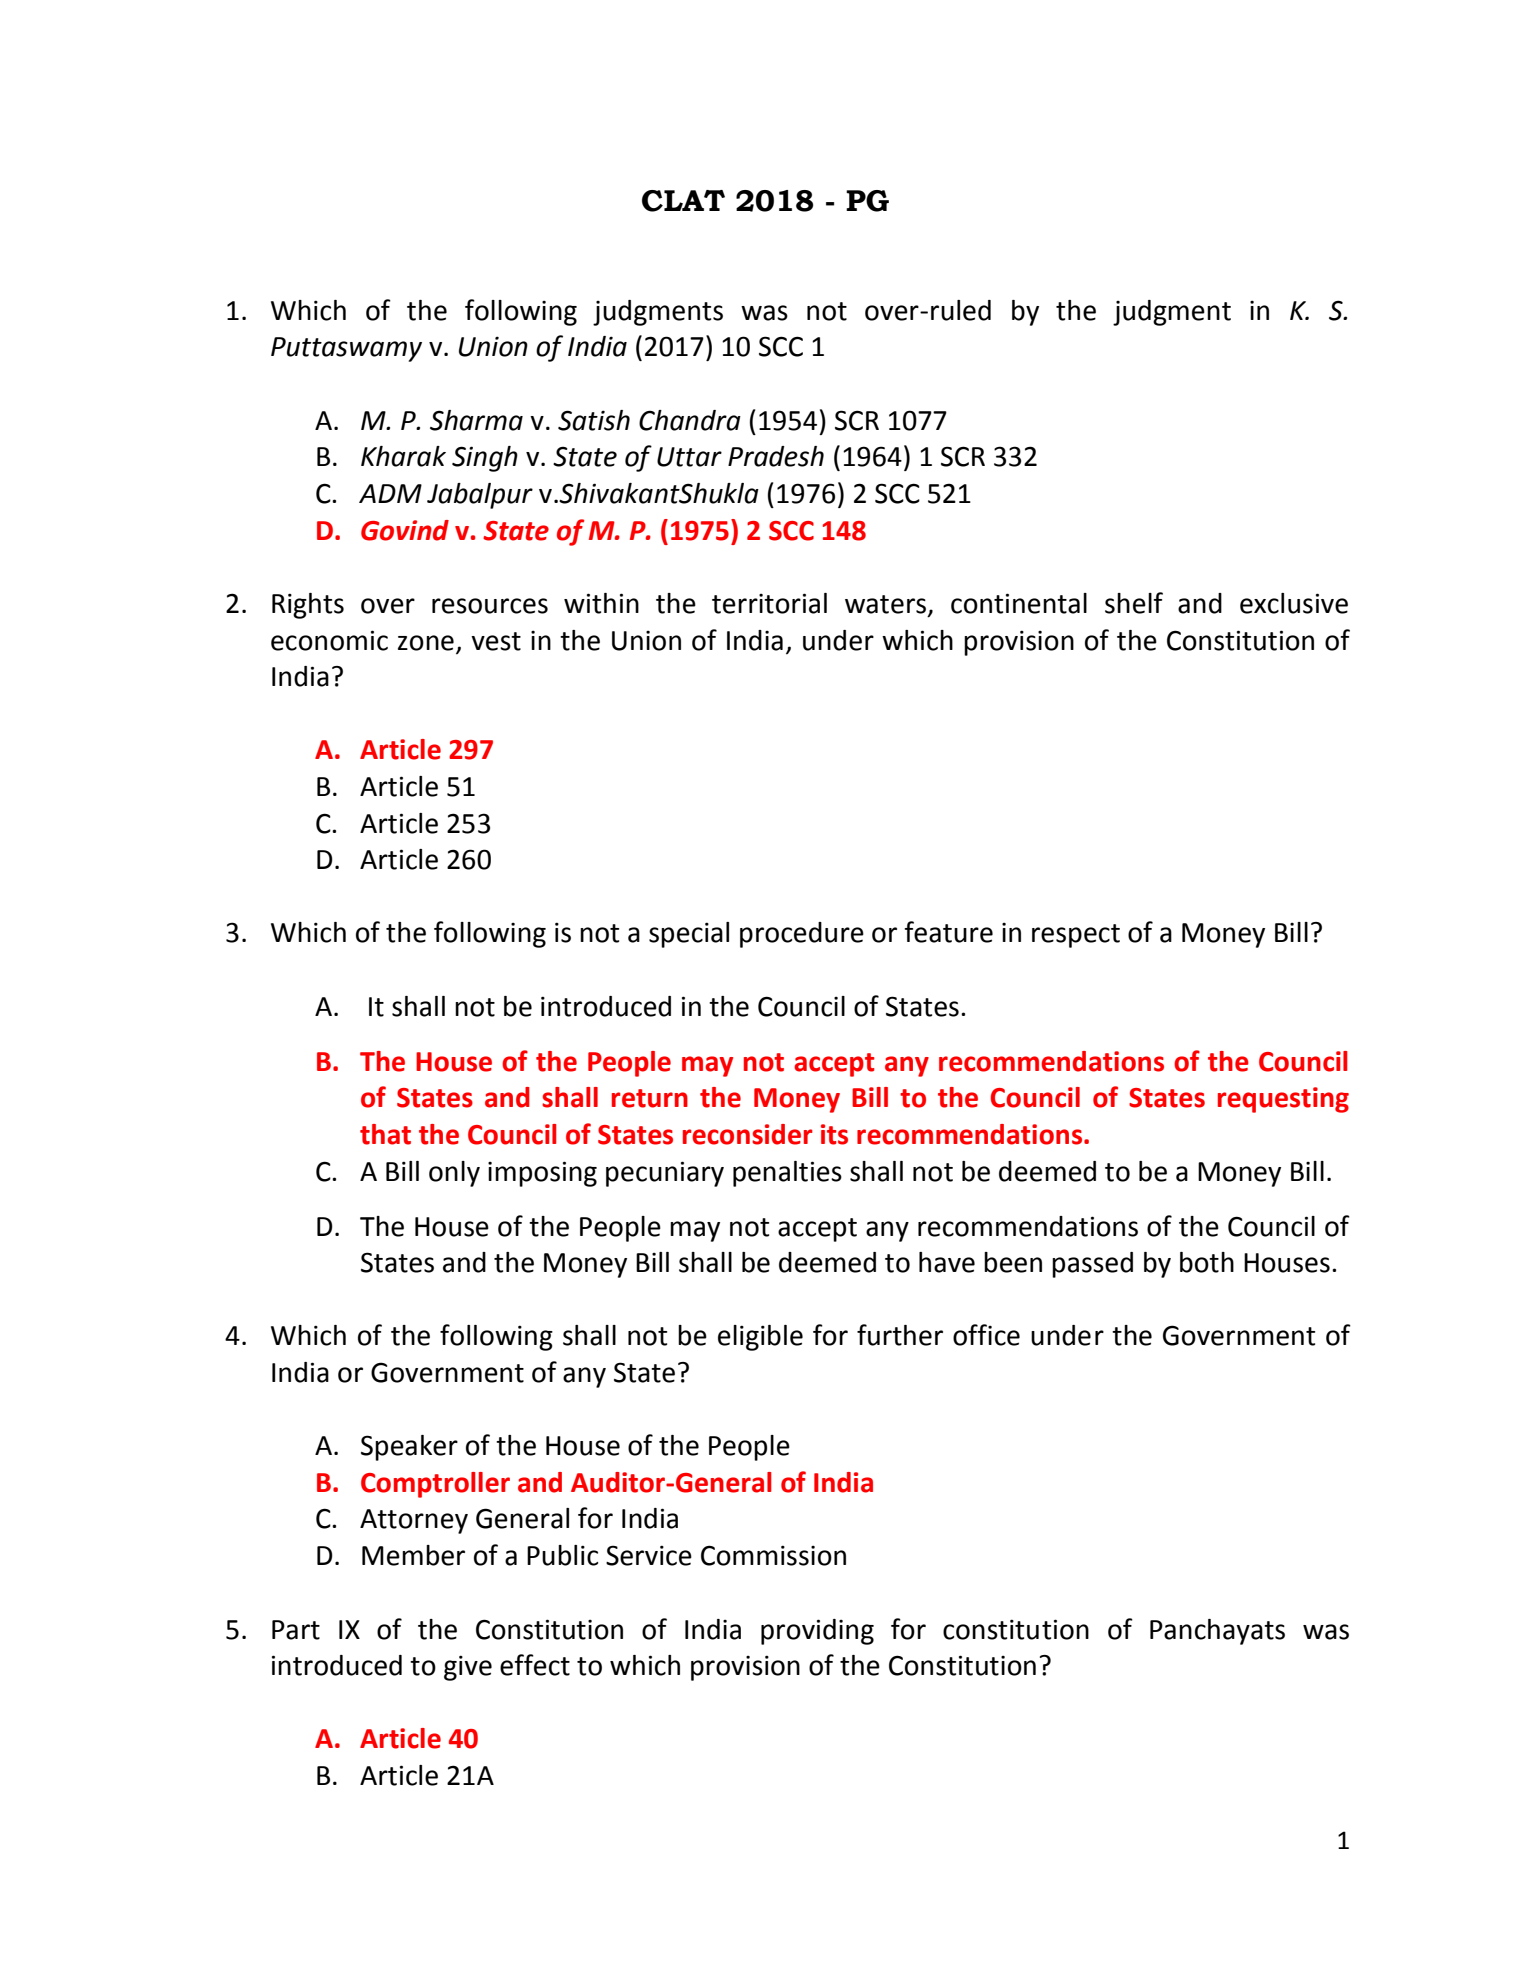 CLAT 2018 - PG
1. Which of the following judgments was not over-ruled by the judgment in K. S.
Puttaswamy v. Union of India (2017) 10 SCC 1
A. M. P. Sharma v. Satish Chandra (1954) SCR 1077
B. Kharak Singh v. State of Uttar Pradesh (1964) 1 SCR 332
C. ADM Jabalpur v.ShivakantShukla (1976) 2 SCC 521
D. Govind v. State of M. P. (1975) 2 SCC 148
2. Rights over resources within the territorial waters, continental shelf and exclusive
economic zone, vest in the Union of India, under which provision of the Constitution of
India?
A. Article 297
B. Article 51
C. Article 253
D. Article 260
3. Which of the following is not a special procedure or feature in respect of a Money Bill?
A. It shall not be introduced in the Council of States.
B. The House of the People may not accept any recommendations of the Council
of States and shall return the Money Bill to the Council of States requesting
that the Council of States reconsider its recommendations.
C. A Bill only imposing pecuniary penalties shall not be deemed to be a Money Bill.
D. The House of the People may not accept any recommendations of the Council of
States and the Money Bill shall be deemed to have been passed by both Houses.
4. Which of the following shall not be eligible for further office under the Government of
India or Government of any State?
A. Speaker of the House of the People
B. Comptroller and Auditor-General of India
C. Attorney General for India
D. Member of a Public Service Commission
5. Part IX of the Constitution of India providing for constitution of Panchayats was
introduced to give effect to which provision of the Constitution?
A. Article 40
B. Article 21A
1